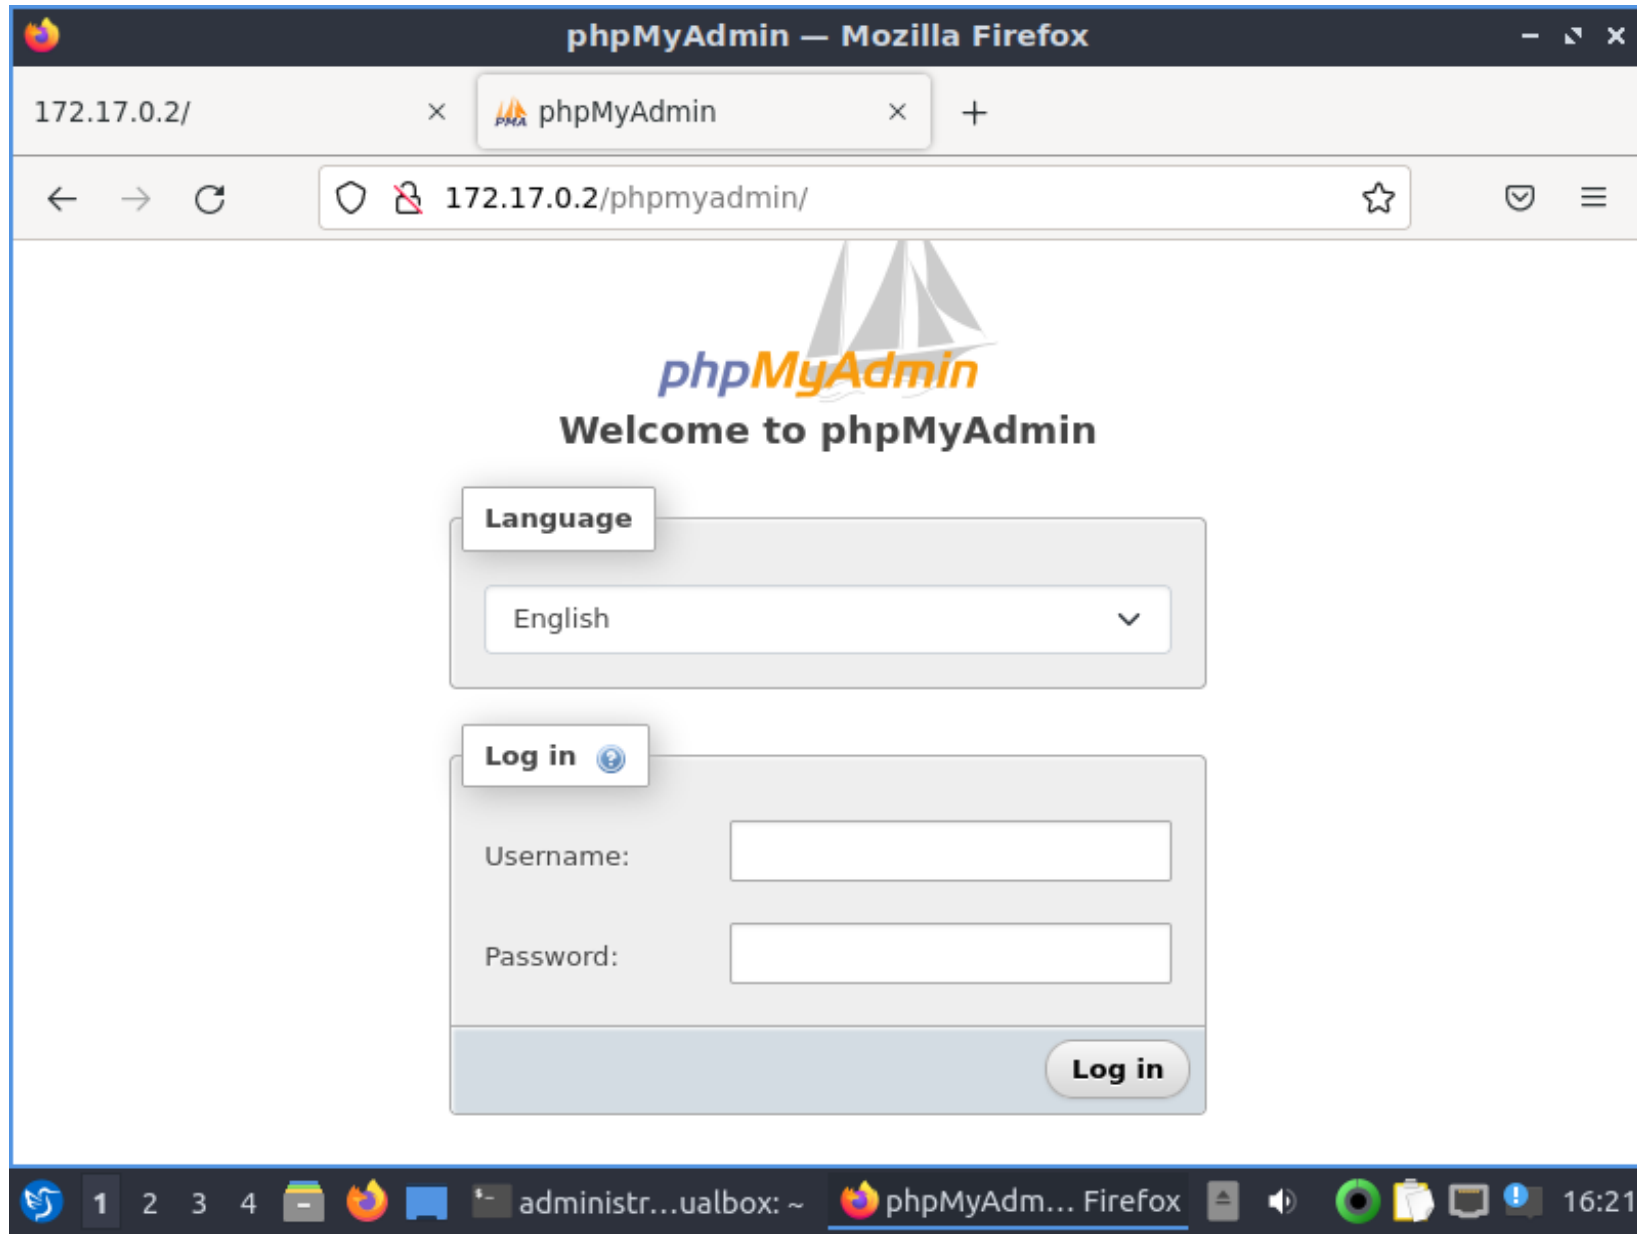 phpMyAdmin — Mozilla Firefox
172.17.0.2/
PMA phpMyAdmin
172.17.0.2/phpmyadmin/
phpMyAdmin
Welcome to phpMyAdmin
Language
English
Log in
Username:
Password:
Log in
1 2 3 4 administr...ualbox: ~ phpMyAdm... Firefox 16:21